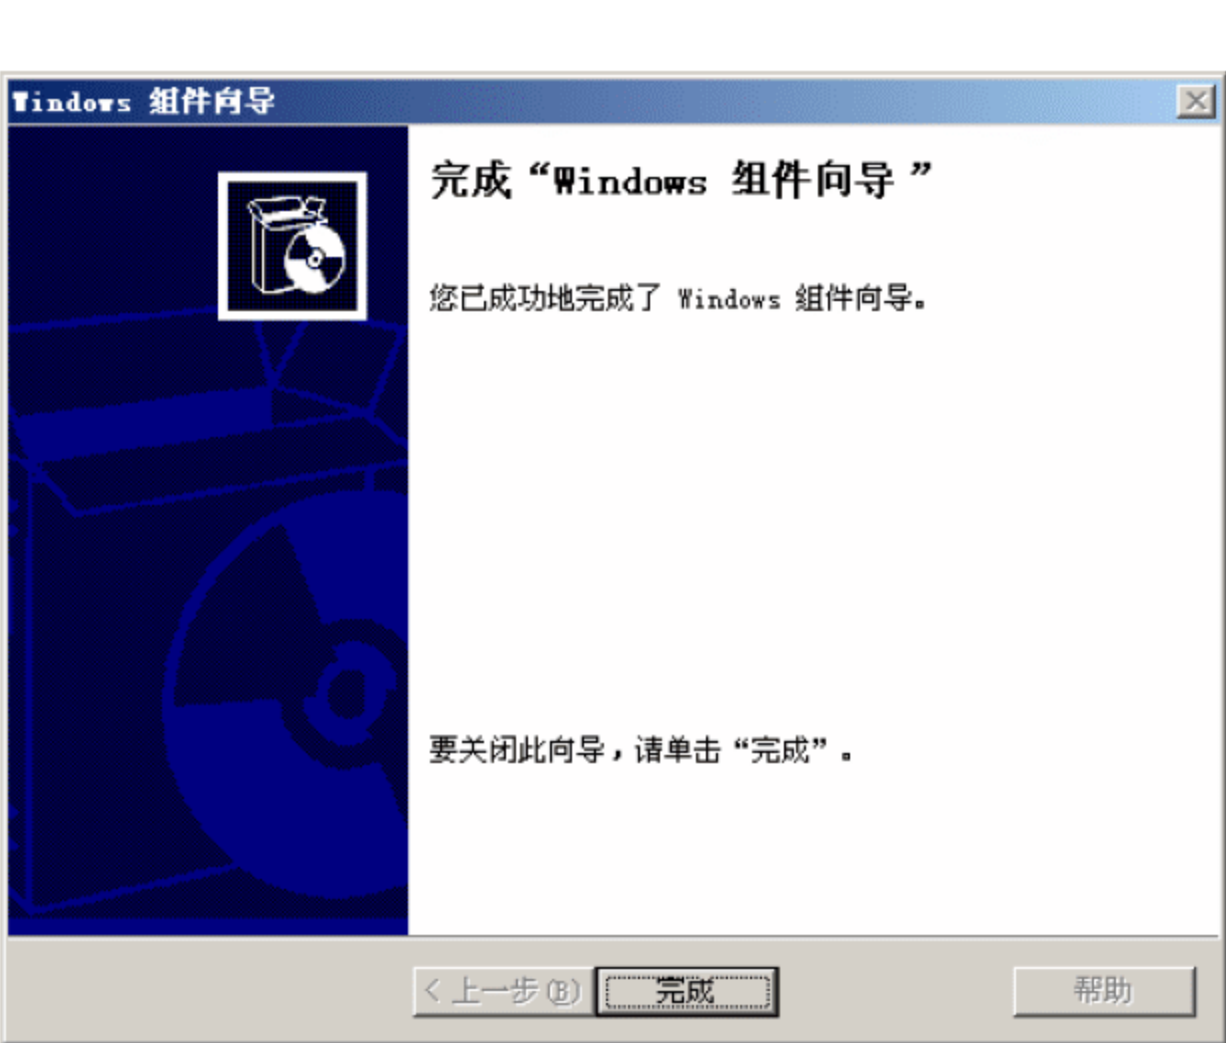 Windows 组件向导
完成“Windows 组件向导”
您已成功地完成了 Windows 组件向导。
要关闭此向导，请单击“完成”。
< 上一步(B)
完成
帮助